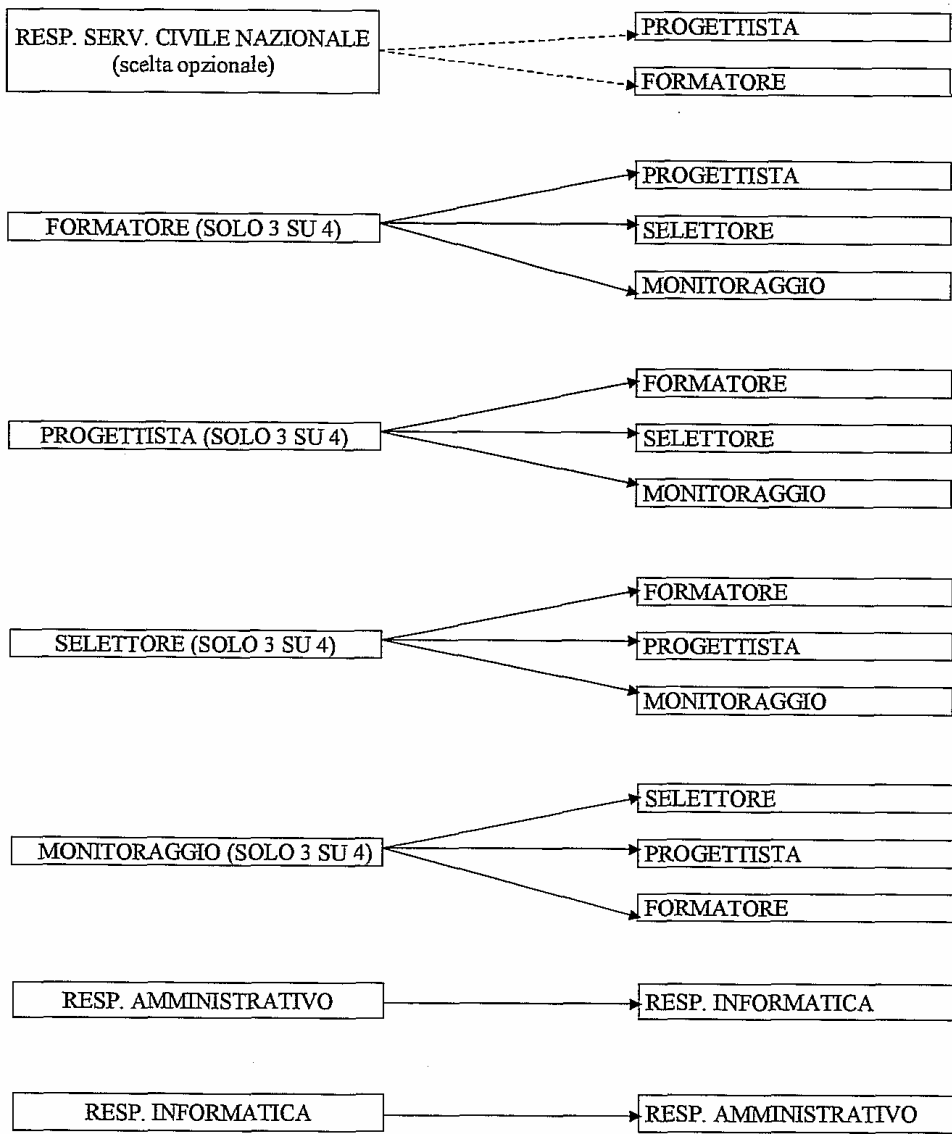 RESP. SERV. CIVILE NAZIONALE
(scelta opzionale)
PROGETTISTA
FORMATORE
FORMATORE (SOLO 3 SU 4)
PROGETTISTA
SELETTORE
MONITORAGGIO
PROGETTISTA (SOLO 3 SU 4)
FORMATORE
SELETTORE
MONITORAGGIO
SELETTORE (SOLO 3 SU 4)
FORMATORE
PROGETTISTA
MONITORAGGIO
MONITORAGGIO (SOLO 3 SU 4)
SELETTORE
PROGETTISTA
FORMATORE
RESP. AMMINISTRATIVO
RESP. INFORMATICA
RESP. INFORMATICA
RESP. AMMINISTRATIVO